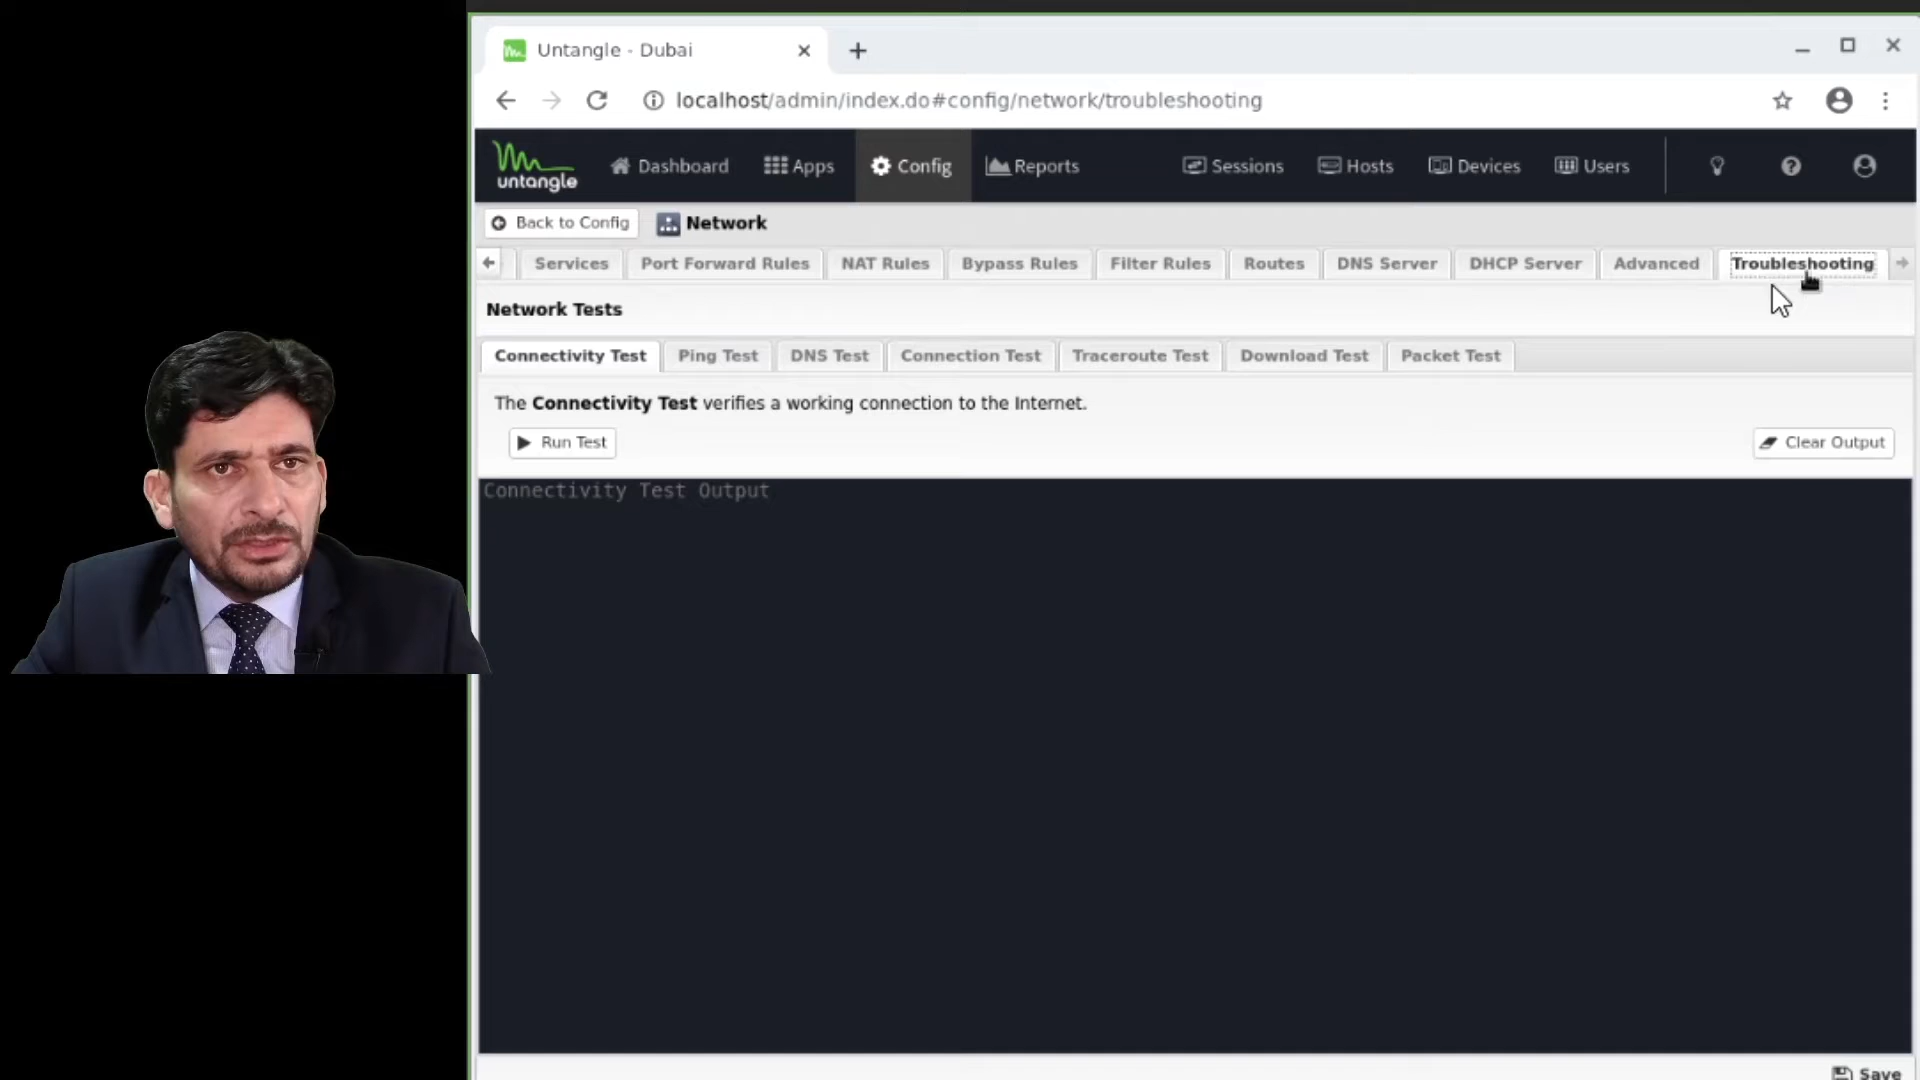 Untangle - Dubai
localhost/admin/index.do#config/network/troubleshooting
untangle Dashboard Apps Config Reports Sessions Hosts Devices Users
Back to Config Network
Services Port Forward Rules NAT Rules Bypass Rules Filter Rules Routes DNS Server DHCP Server Advanced Troubleshooting
Network Tests
Connectivity Test Ping Test DNS Test Connection Test Traceroute Test Download Test Packet Test
The Connectivity Test verifies a working connection to the Internet.
Run Test Clear Output
Connectivity Test Output
Save